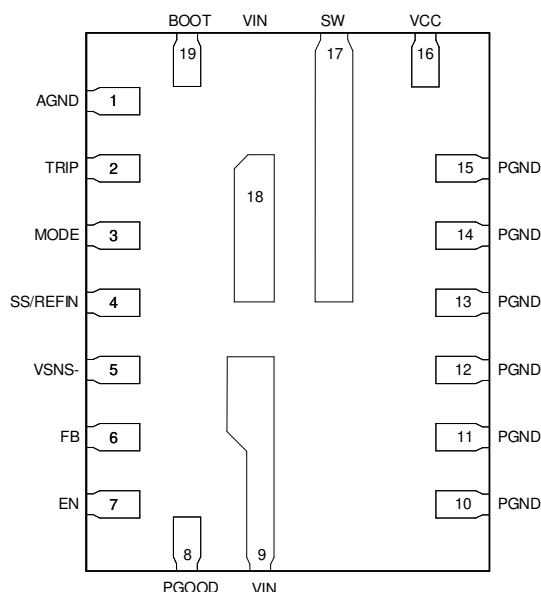 BOOT VIN SW VCC
19 17 16
AGND 1
TRIP 2 15 PGND
18
MODE 3 14 PGND
SS/REFIN 4 13 PGND
VSNS- 5 12 PGND
FB 6 11 PGND
EN 7 10 PGND
8 9
PGOOD VIN